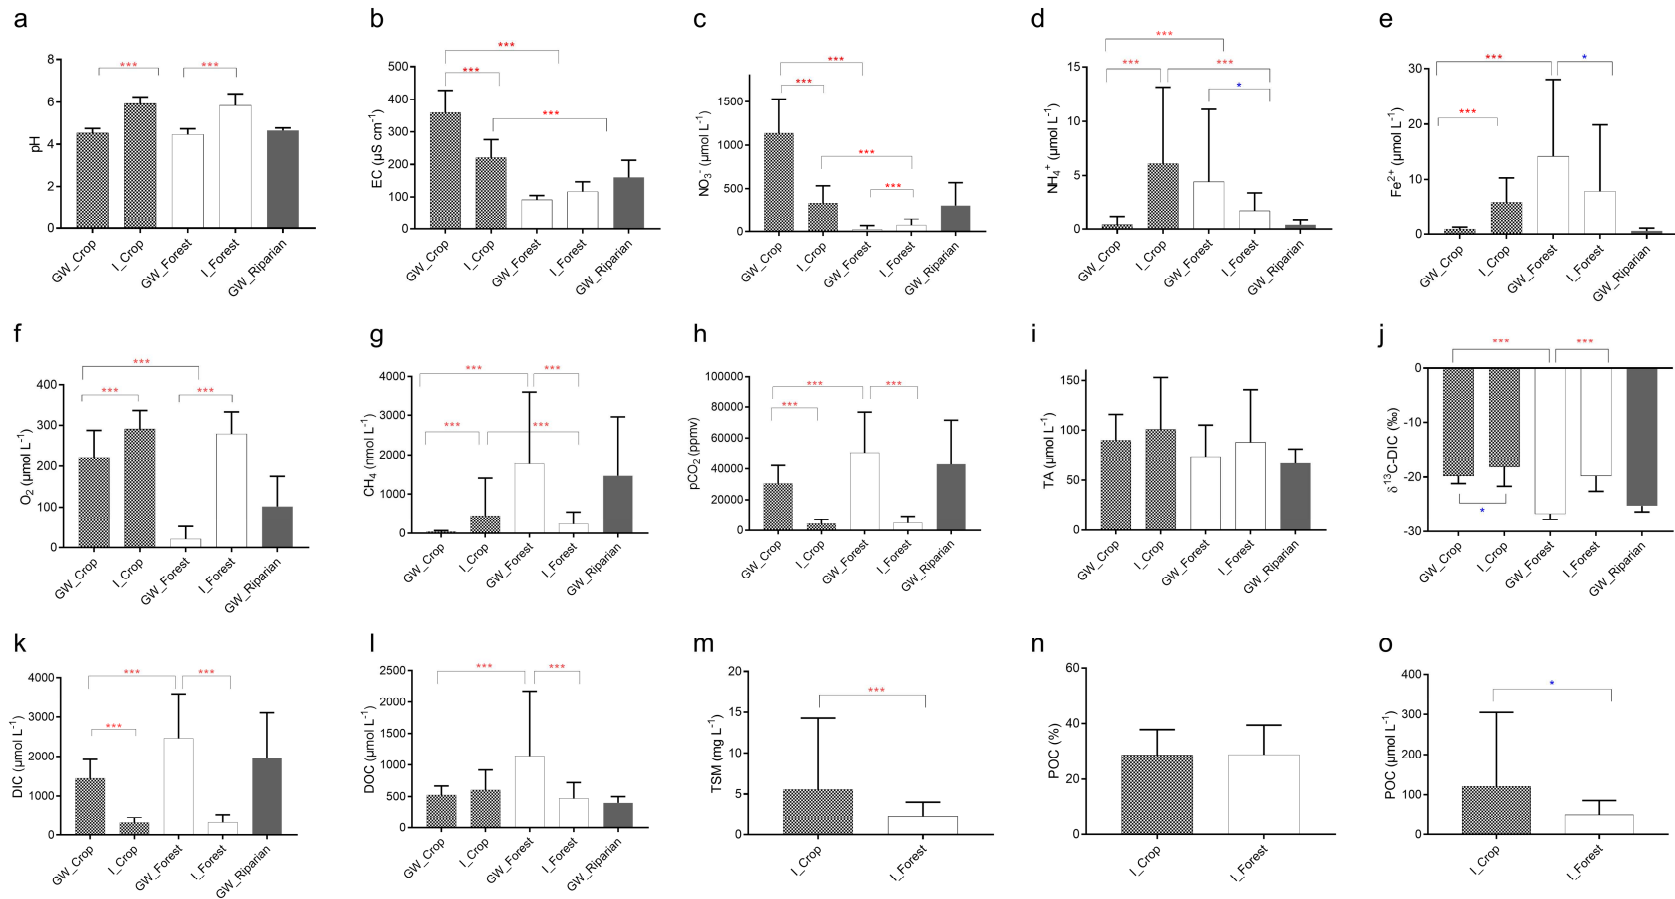 a
pH
8
6
4
2
0
***
***
GW_Crop
I_Crop
GW_Forest
I_Forest
GW_Riparian
b
EC (µS cm⁻¹)
500
400
300
200
100
0
***
***
***
GW_Crop
I_Crop
GW_Forest
I_Forest
GW_Riparian
c
NO₃⁻ (µmol L⁻¹)
1500
1000
500
0
***
***
***
***
GW_Crop
I_Crop
GW_Forest
I_Forest
GW_Riparian
d
NH₄⁺ (µmol L⁻¹)
15
10
5
0
***
***
***
*
GW_Crop
I_Crop
GW_Forest
I_Forest
GW_Riparian
e
Fe²⁺ (µmol L⁻¹)
30
20
10
0
***
*
***
GW_Crop
I_Crop
GW_Forest
I_Forest
GW_Riparian
f
O₂ (µmol L⁻¹)
400
300
200
100
0
***
***
***
GW_Crop
I_Crop
GW_Forest
I_Forest
GW_Riparian
g
CH₄ (nmol L⁻¹)
4000
3000
2000
1000
0
***
***
***
***
GW_Crop
I_Crop
GW_Forest
I_Forest
GW_Riparian
h
pCO₂ (ppmv)
100000
80000
60000
40000
20000
0
***
***
***
GW_Crop
I_Crop
GW_Forest
I_Forest
GW_Riparian
i
TA (µmol L⁻¹)
150
100
50
0
GW_Crop
I_Crop
GW_Forest
I_Forest
GW_Riparian
j
δ¹³C-DIC (‰)
0
-10
-20
-30
***
***
*
GW_Crop
I_Crop
GW_Forest
I_Forest
GW_Riparian
k
DIC (µmol L⁻¹)
4000
3000
2000
1000
0
***
***
***
GW_Crop
I_Crop
GW_Forest
I_Forest
GW_Riparian
l
DOC (µmol L⁻¹)
2500
2000
1500
1000
500
0
***
***
GW_Crop
I_Crop
GW_Forest
I_Forest
GW_Riparian
m
TSM (mg L⁻¹)
20
15
10
5
0
***
I_Crop
I_Forest
n
POC (%)
60
40
20
0
I_Crop
I_Forest
o
POC (µmol L⁻¹)
400
300
200
100
0
*
I_Crop
I_Forest